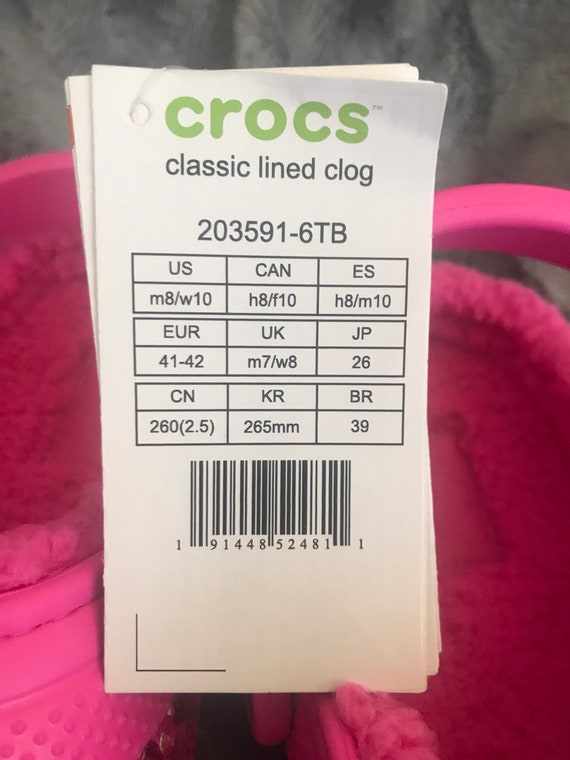 crocs™
classic lined clog
203591-6TB
US CAN ES
m8/w10 h8/f10 h8/m10
EUR UK JP
41-42 m7/w8 26
CN KR BR
260(2.5) 265mm 39
1 91448 52481 1